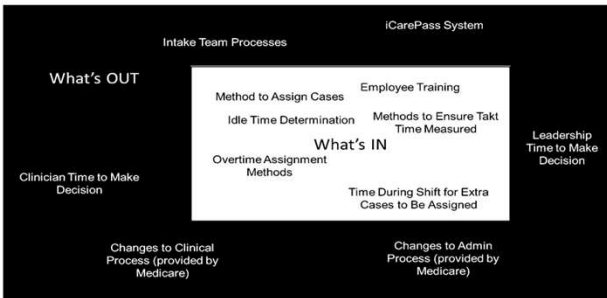 iCarePass System
Intake Team Processes
What's OUT
Employee Training
Method to Assign Cases
Idle Time Determination
Methods to Ensure Takt
Time Measured
What's IN
Leadership
Time to Make
Decision
Overtime Assignment
Methods
Clinician Time to Make
Decision
Time During Shift for Extra
Cases to Be Assigned
Changes to Clinical
Process (provided by
Medicare)
Changes to Admin
Process (provided by
Medicare)